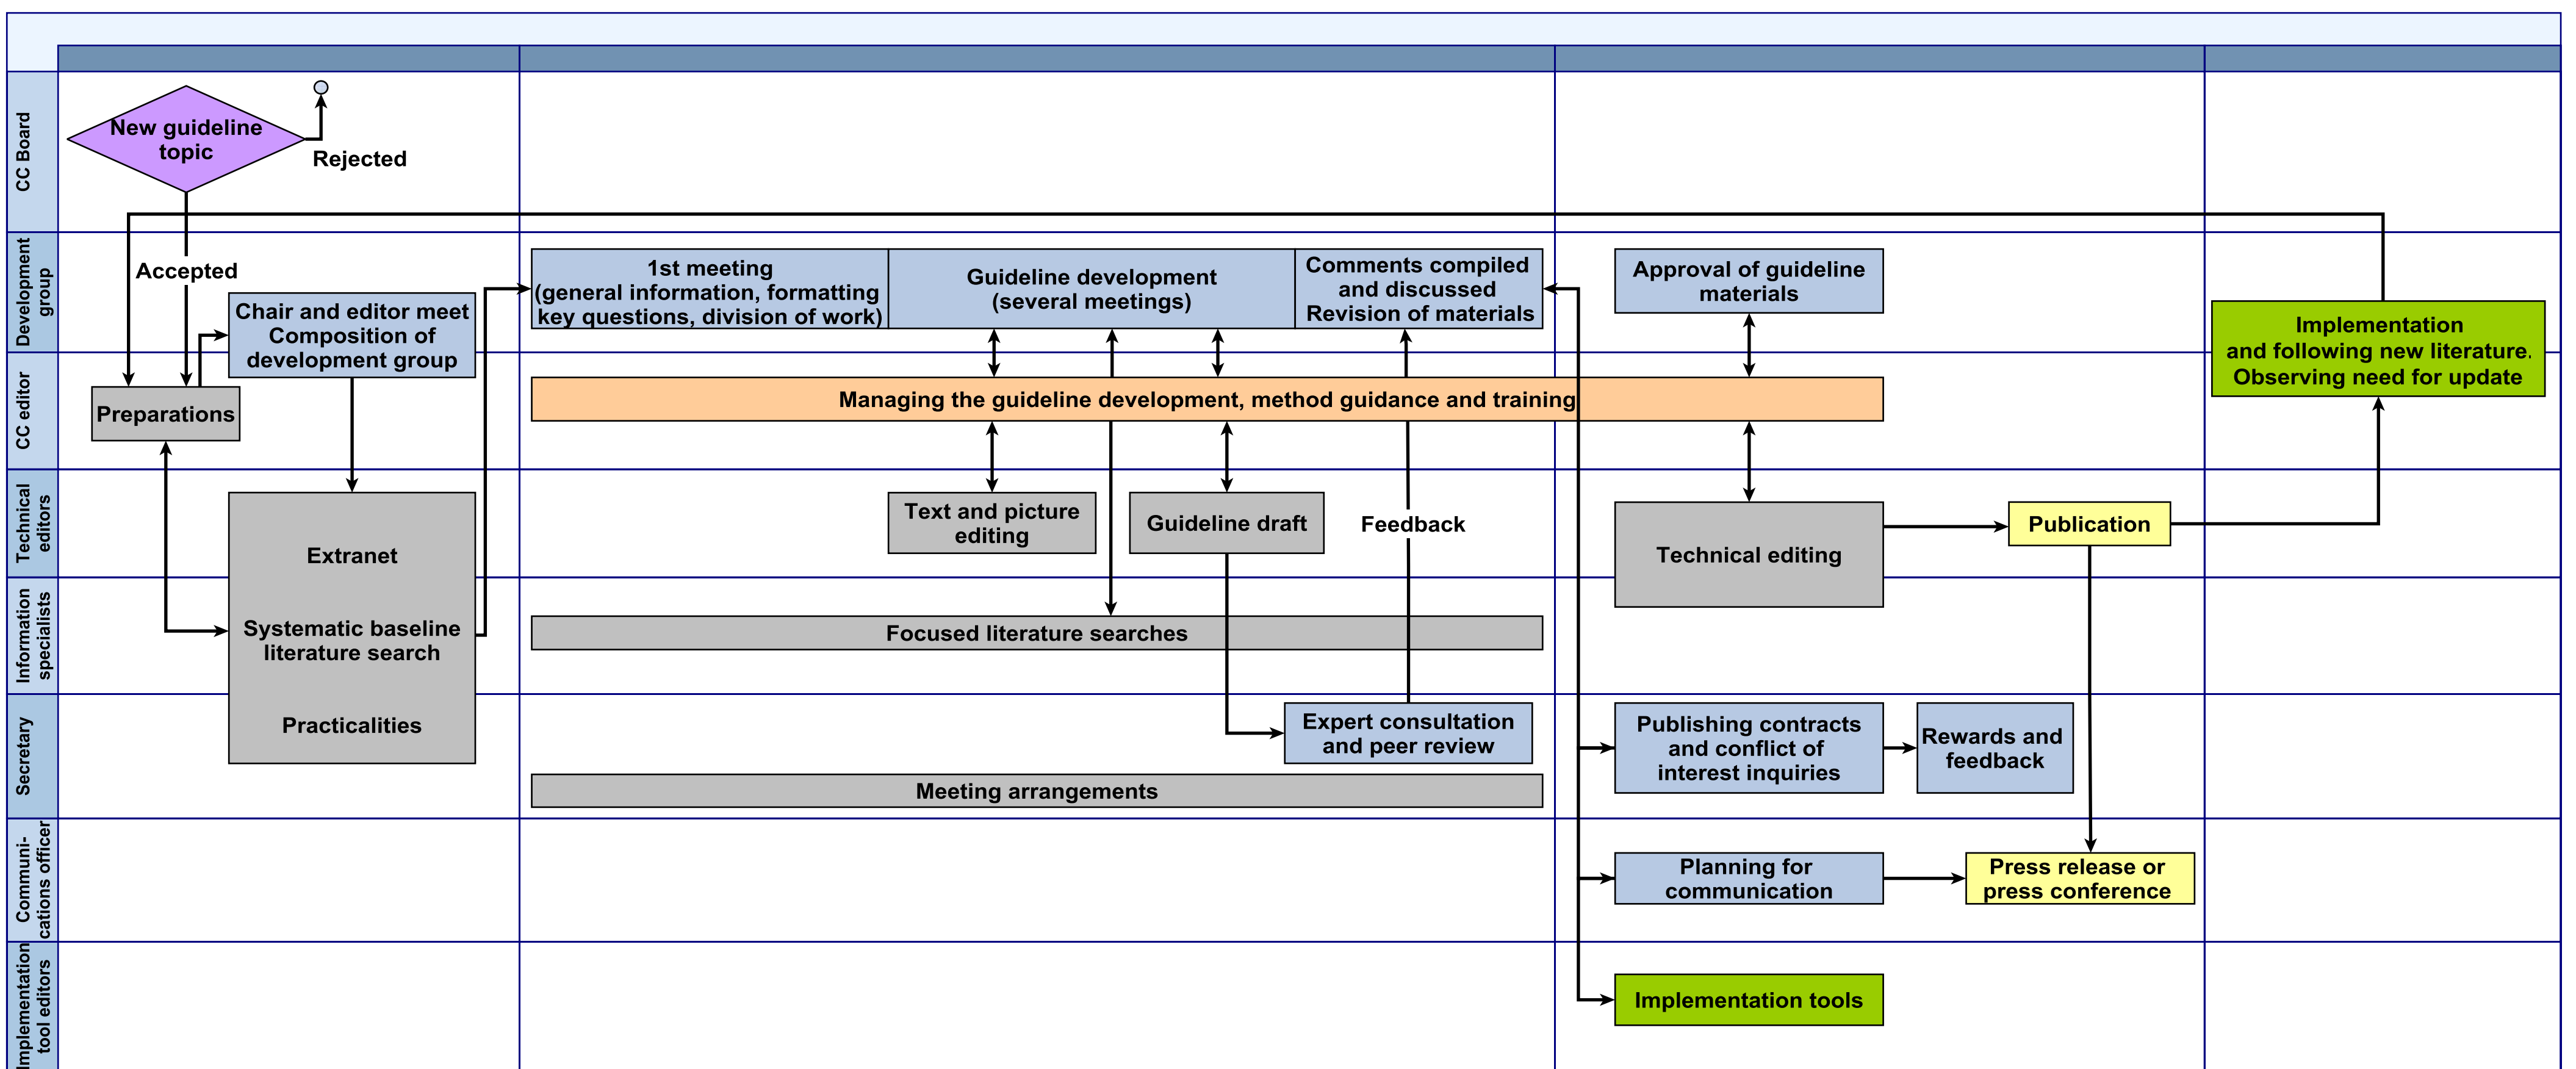 CC Board
New guideline
topic
Rejected
Development
group
Accepted
Chair and editor meet
Composition of
development group
1st meeting
(general information, formatting
key questions, division of work)
Guideline development
(several meetings)
Comments compiled
and discussed
Revision of materials
Approval of guideline
materials
Implementation
and following new literature.
Observing need for update
CC editor
Preparations
Managing the guideline development, method guidance and training
Technical
editors
Extranet
Text and picture
editing
Guideline draft
Feedback
Technical editing
Publication
Information
specialists
Systematic baseline
literature search
Focused literature searches
Secretary
Practicalities
Expert consultation
and peer review
Publishing contracts
and conflict of
interest inquiries
Rewards and
feedback
Meeting arrangements
Communi-
cations officer
Planning for
communication
Press release or
press conference
Implementation
tool editors
Implementation tools